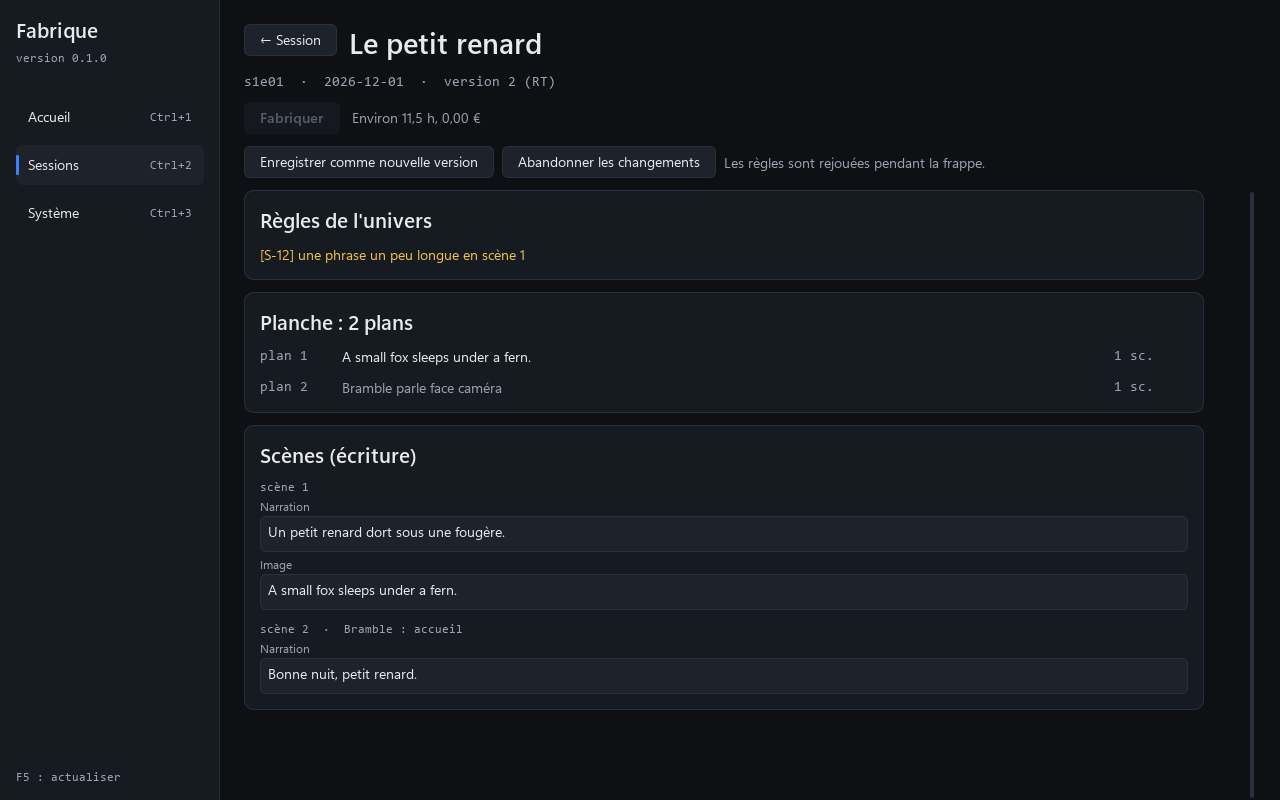 Fabrique
version 0.1.0
Accueil Ctrl+1
Sessions Ctrl+2
Système Ctrl+3
F5 : actualiser
← Session Le petit renard
s1e01 · 2026-12-01 · version 2 (RT)
Fabriquer Environ 11,5 h, 0,00 €
Enregistrer comme nouvelle version Abandonner les changements Les règles sont rejouées pendant la frappe.
Règles de l'univers
[S-12] une phrase un peu longue en scène 1
Planche : 2 plans
plan 1 A small fox sleeps under a fern. 1 sc.
plan 2 Bramble parle face caméra 1 sc.
Scènes (écriture)
scène 1
Narration
Un petit renard dort sous une fougère.
Image
A small fox sleeps under a fern.
scène 2 · Bramble : accueil
Narration
Bonne nuit, petit renard.